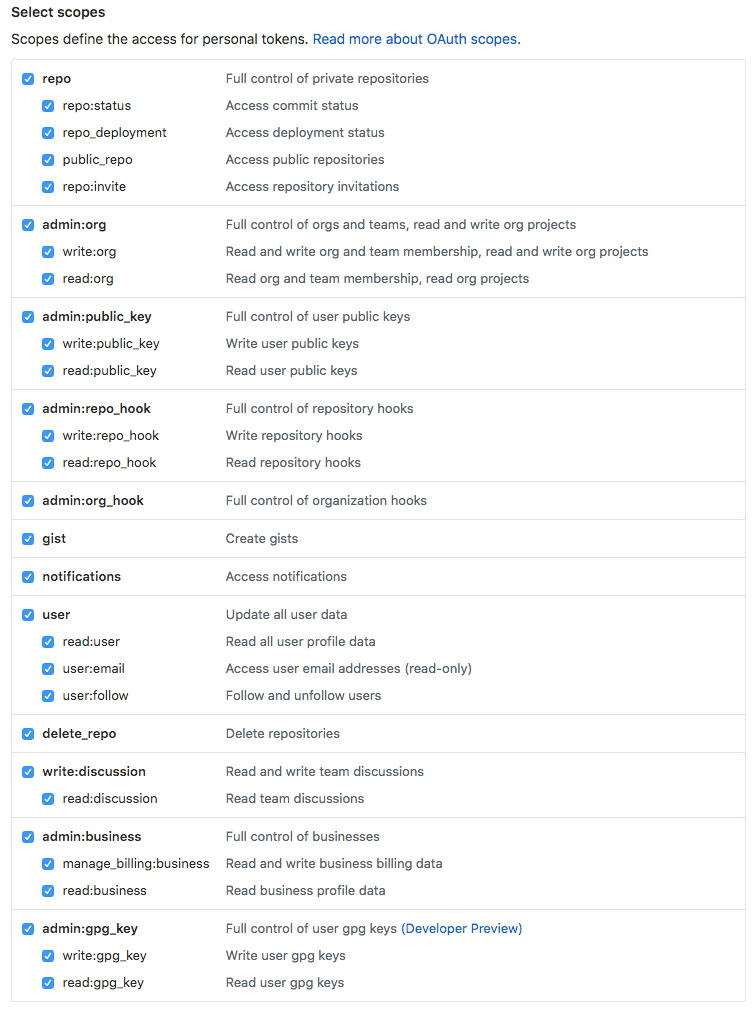 Select scopes
Scopes define the access for personal tokens. Read more about OAuth scopes.
repo Full control of private repositories
repo:status Access commit status
repo_deployment Access deployment status
public_repo Access public repositories
repo:invite Access repository invitations
admin:org Full control of orgs and teams, read and write org projects
write:org Read and write org and team membership, read and write org projects
read:org Read org and team membership, read org projects
admin:public_key Full control of user public keys
write:public_key Write user public keys
read:public_key Read user public keys
admin:repo_hook Full control of repository hooks
write:repo_hook Write repository hooks
read:repo_hook Read repository hooks
admin:org_hook Full control of organization hooks
gist Create gists
notifications Access notifications
user Update all user data
read:user Read all user profile data
user:email Access user email addresses (read-only)
user:follow Follow and unfollow users
delete_repo Delete repositories
write:discussion Read and write team discussions
read:discussion Read team discussions
admin:business Full control of businesses
manage_billing:business Read and write business billing data
read:business Read business profile data
admin:gpg_key Full control of user gpg keys (Developer Preview)
write:gpg_key Write user gpg keys
read:gpg_key Read user gpg keys